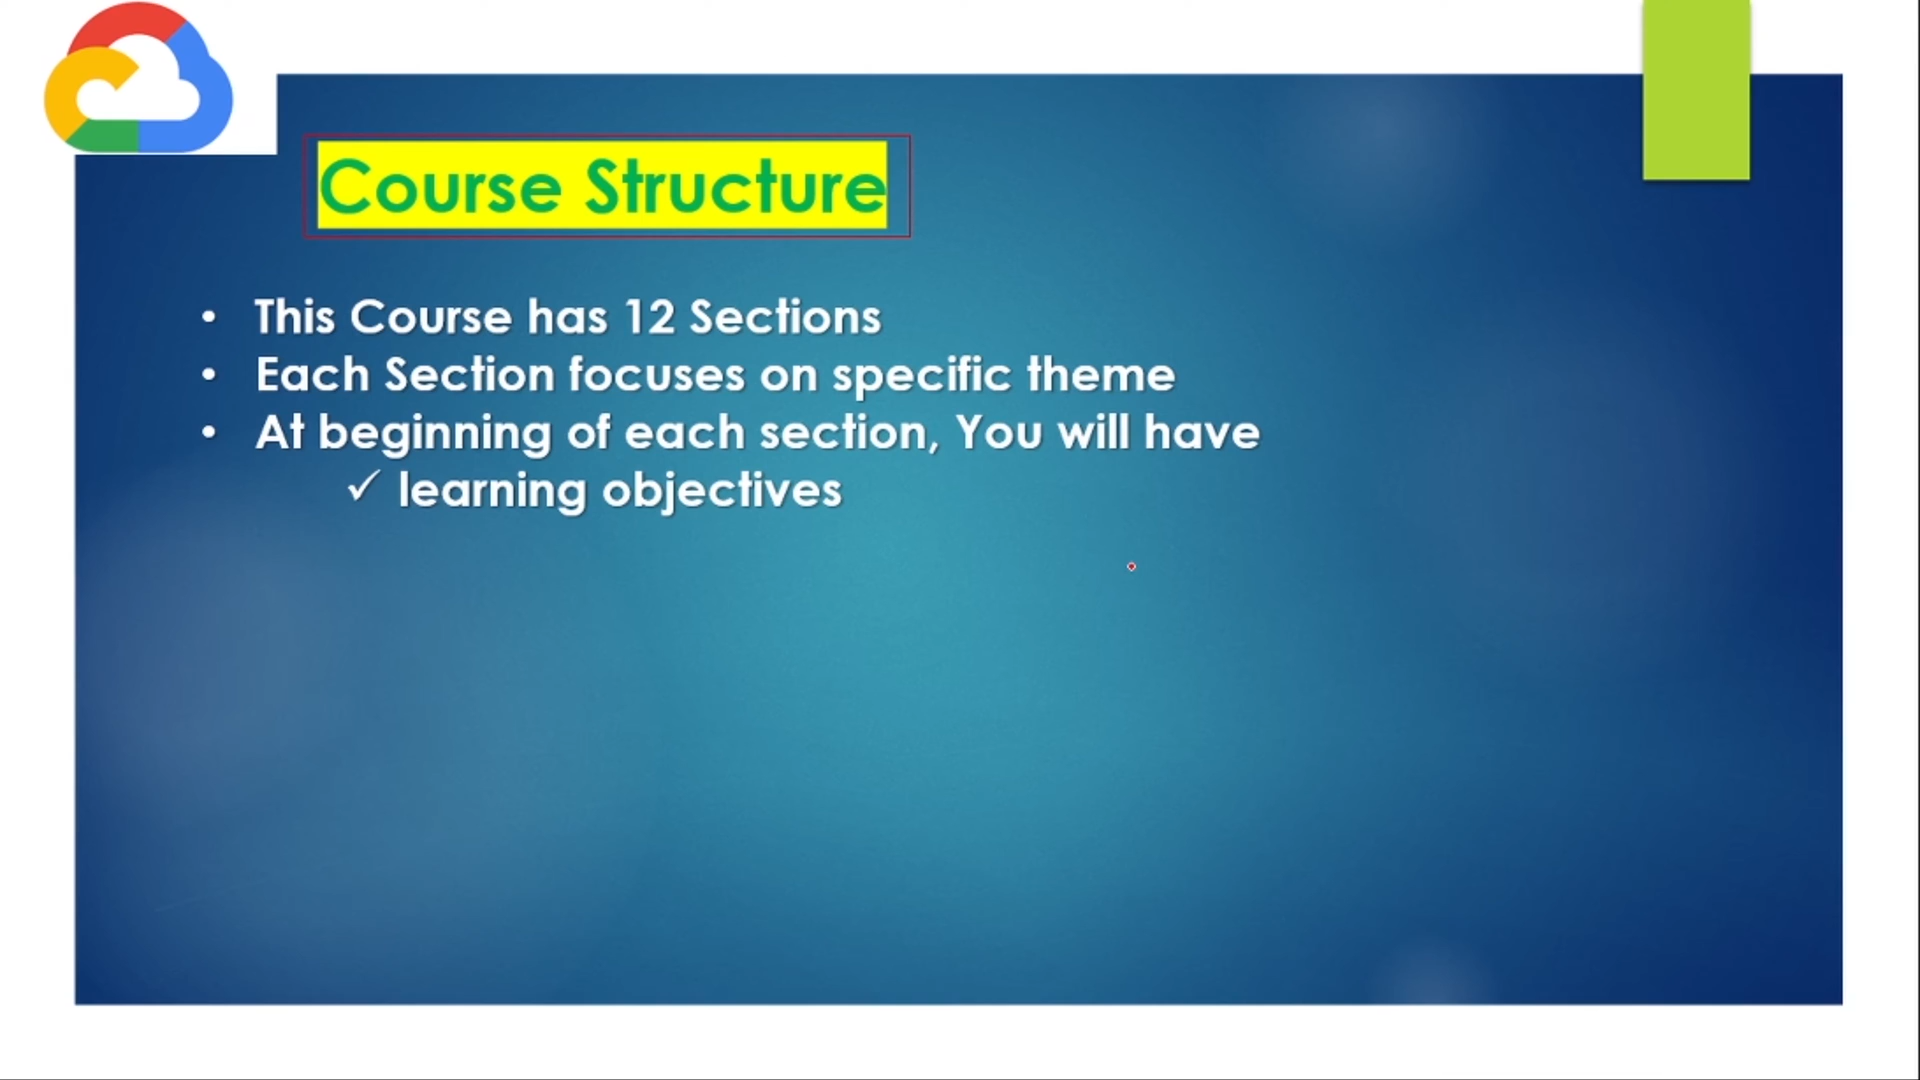 Course Structure
• This Course has 12 Sections
• Each Section focuses on specific theme
• At beginning of each section, You will have
✓ learning objectives